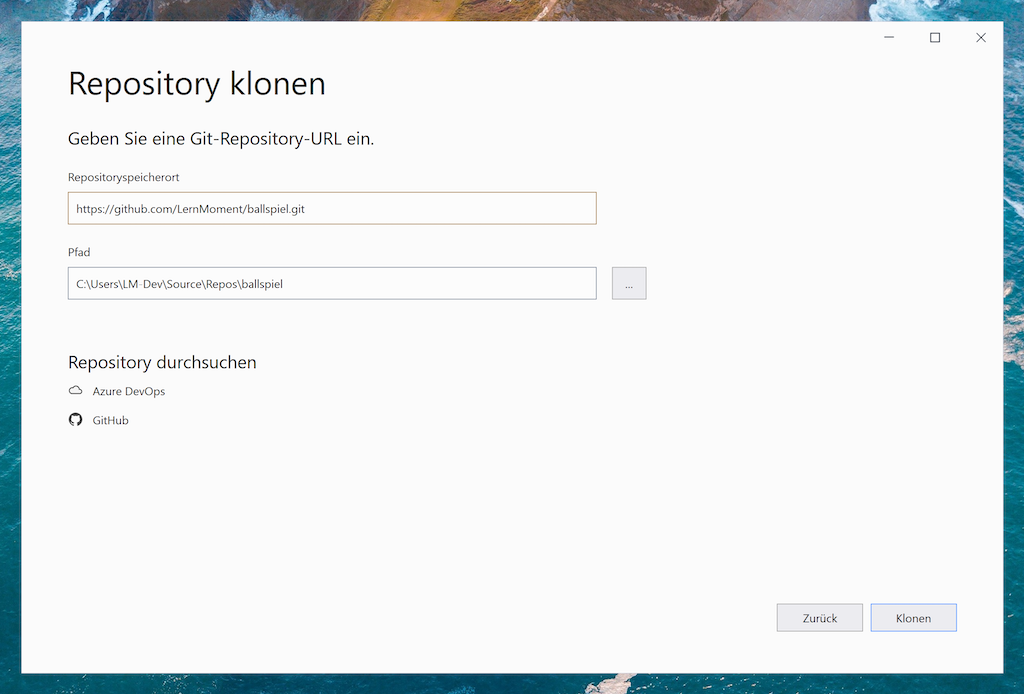 Repository klonen
Geben Sie eine Git-Repository-URL ein.
Repositoryspeicherort
https://github.com/LernMoment/ballspiel.git
Pfad
C:\Users\LM-Dev\Source\Repos\ballspiel
...
Repository durchsuchen
Azure DevOps
GitHub
Zurück
Klonen